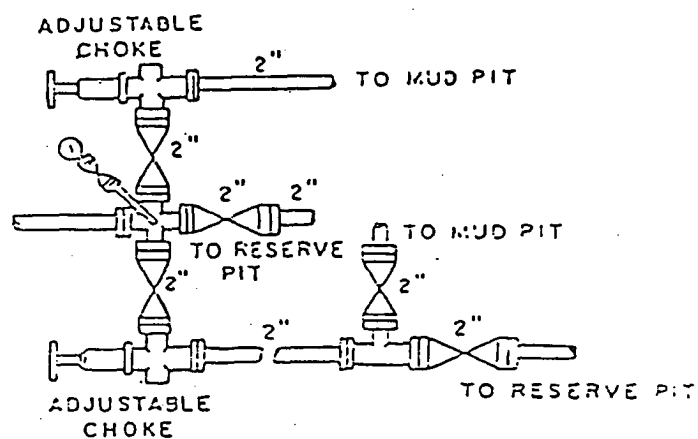 ADJUSTABLE
CHOKE
2"
TO MUD PIT
2"
2"
2"
TO RESERVE
PIT
TO MUD PIT
2"
2"
2"
2"
TO RESERVE PIT
ADJUSTABLE
CHOKE